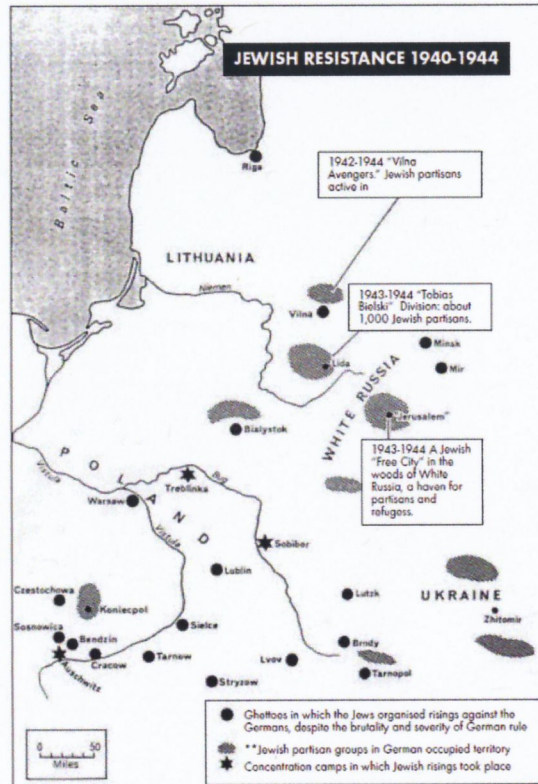 JEWISH RESISTANCE 1940-1944
Baltic Sea
Riga
1942-1944 "Vilna
Avengers." Jewish partisans
active in
LITHUANIA
Niemen
Vilna
1943-1944 "Tobias
Bielski" Division: about
1,000 Jewish partisans.
Minsk
Lida
Mir
WHITE RUSSIA
"Jerusalem"
Bialystok
1943-1944 A Jewish
"Free City" in the
woods of White
Russia, a haven for
partisans and
refugess.
POLAND
Vistula
Treblinka
Bug
Warsaw
Vistula
Sobibor
Lublin
Czestochowa
Koniecpol
Lutzk
UKRAINE
Zhitomir
Sosnowica
Bendzin
Sielce
Brody
Auschwitz
Cracow
Tarnow
Lvov
Tarnopol
Stryzow
0 50
Miles
Ghettoes in which the Jews organised risings against the
Germans, despite the brutality and severity of German rule
**Jewish partisan groups in German occupied territory
Concentration camps in which Jewish risings took place